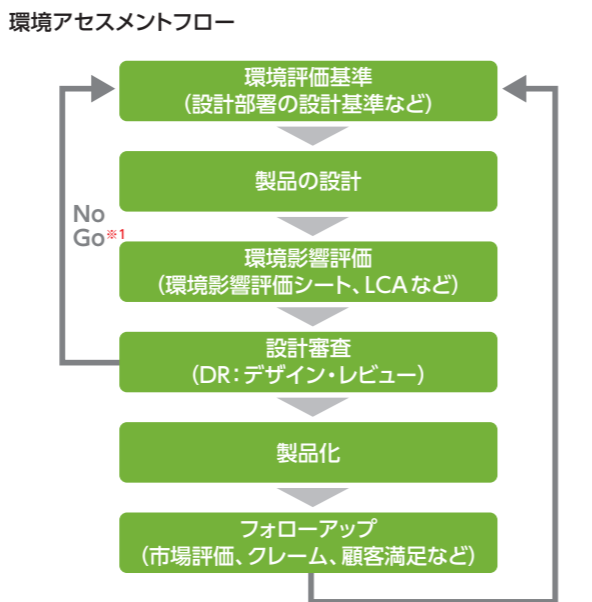 環境アセスメントフロー
環境評価基準
（設計部署の設計基準など）
製品の設計
No
Go※1
環境影響評価
（環境影響評価シート、LCAなど）
設計審査
（DR：デザイン・レビュー）
製品化
フォローアップ
（市場評価、クレーム、顧客満足など）